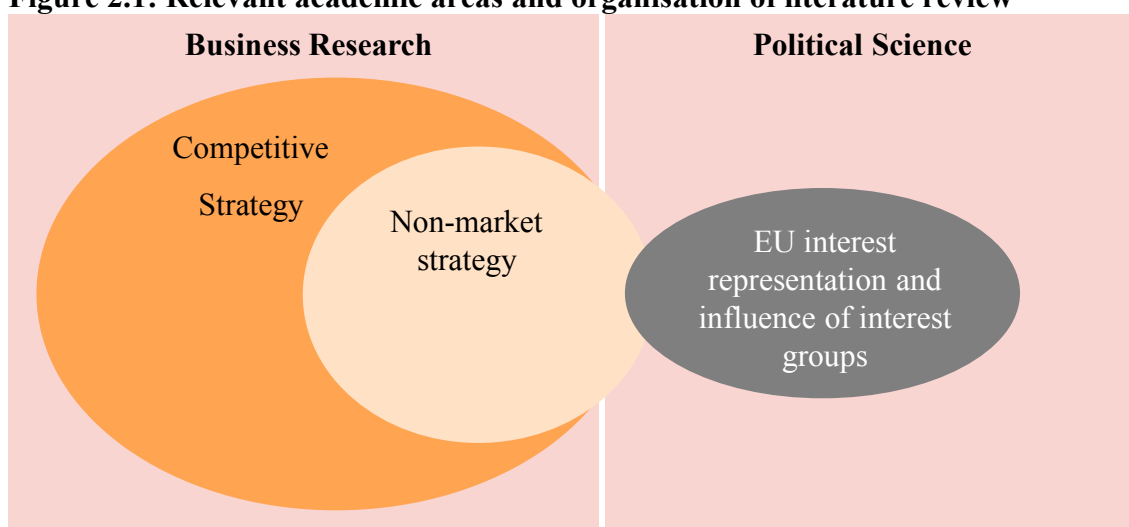 Figure 2.1: Relevant academic areas and organisation of literature review
Business Research
Political Science
Competitive
Strategy
Non-market
strategy
EU interest
representation and
influence of interest
groups